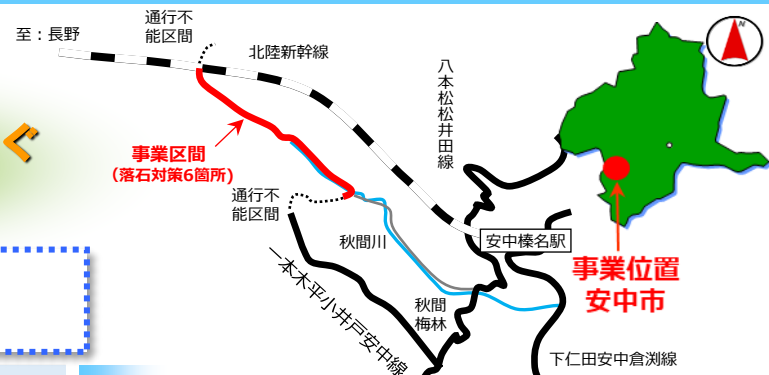 通行不
能区間
至：長野
北陸新幹線
八本松松井田線
N
ぐ
事業区間
(落石対策6箇所)
通行不
能区間
秋間川
安中榛名駅
事業位置
安中市
一本木平小井戸安中線
秋間
梅林
下仁田安中倉渕線